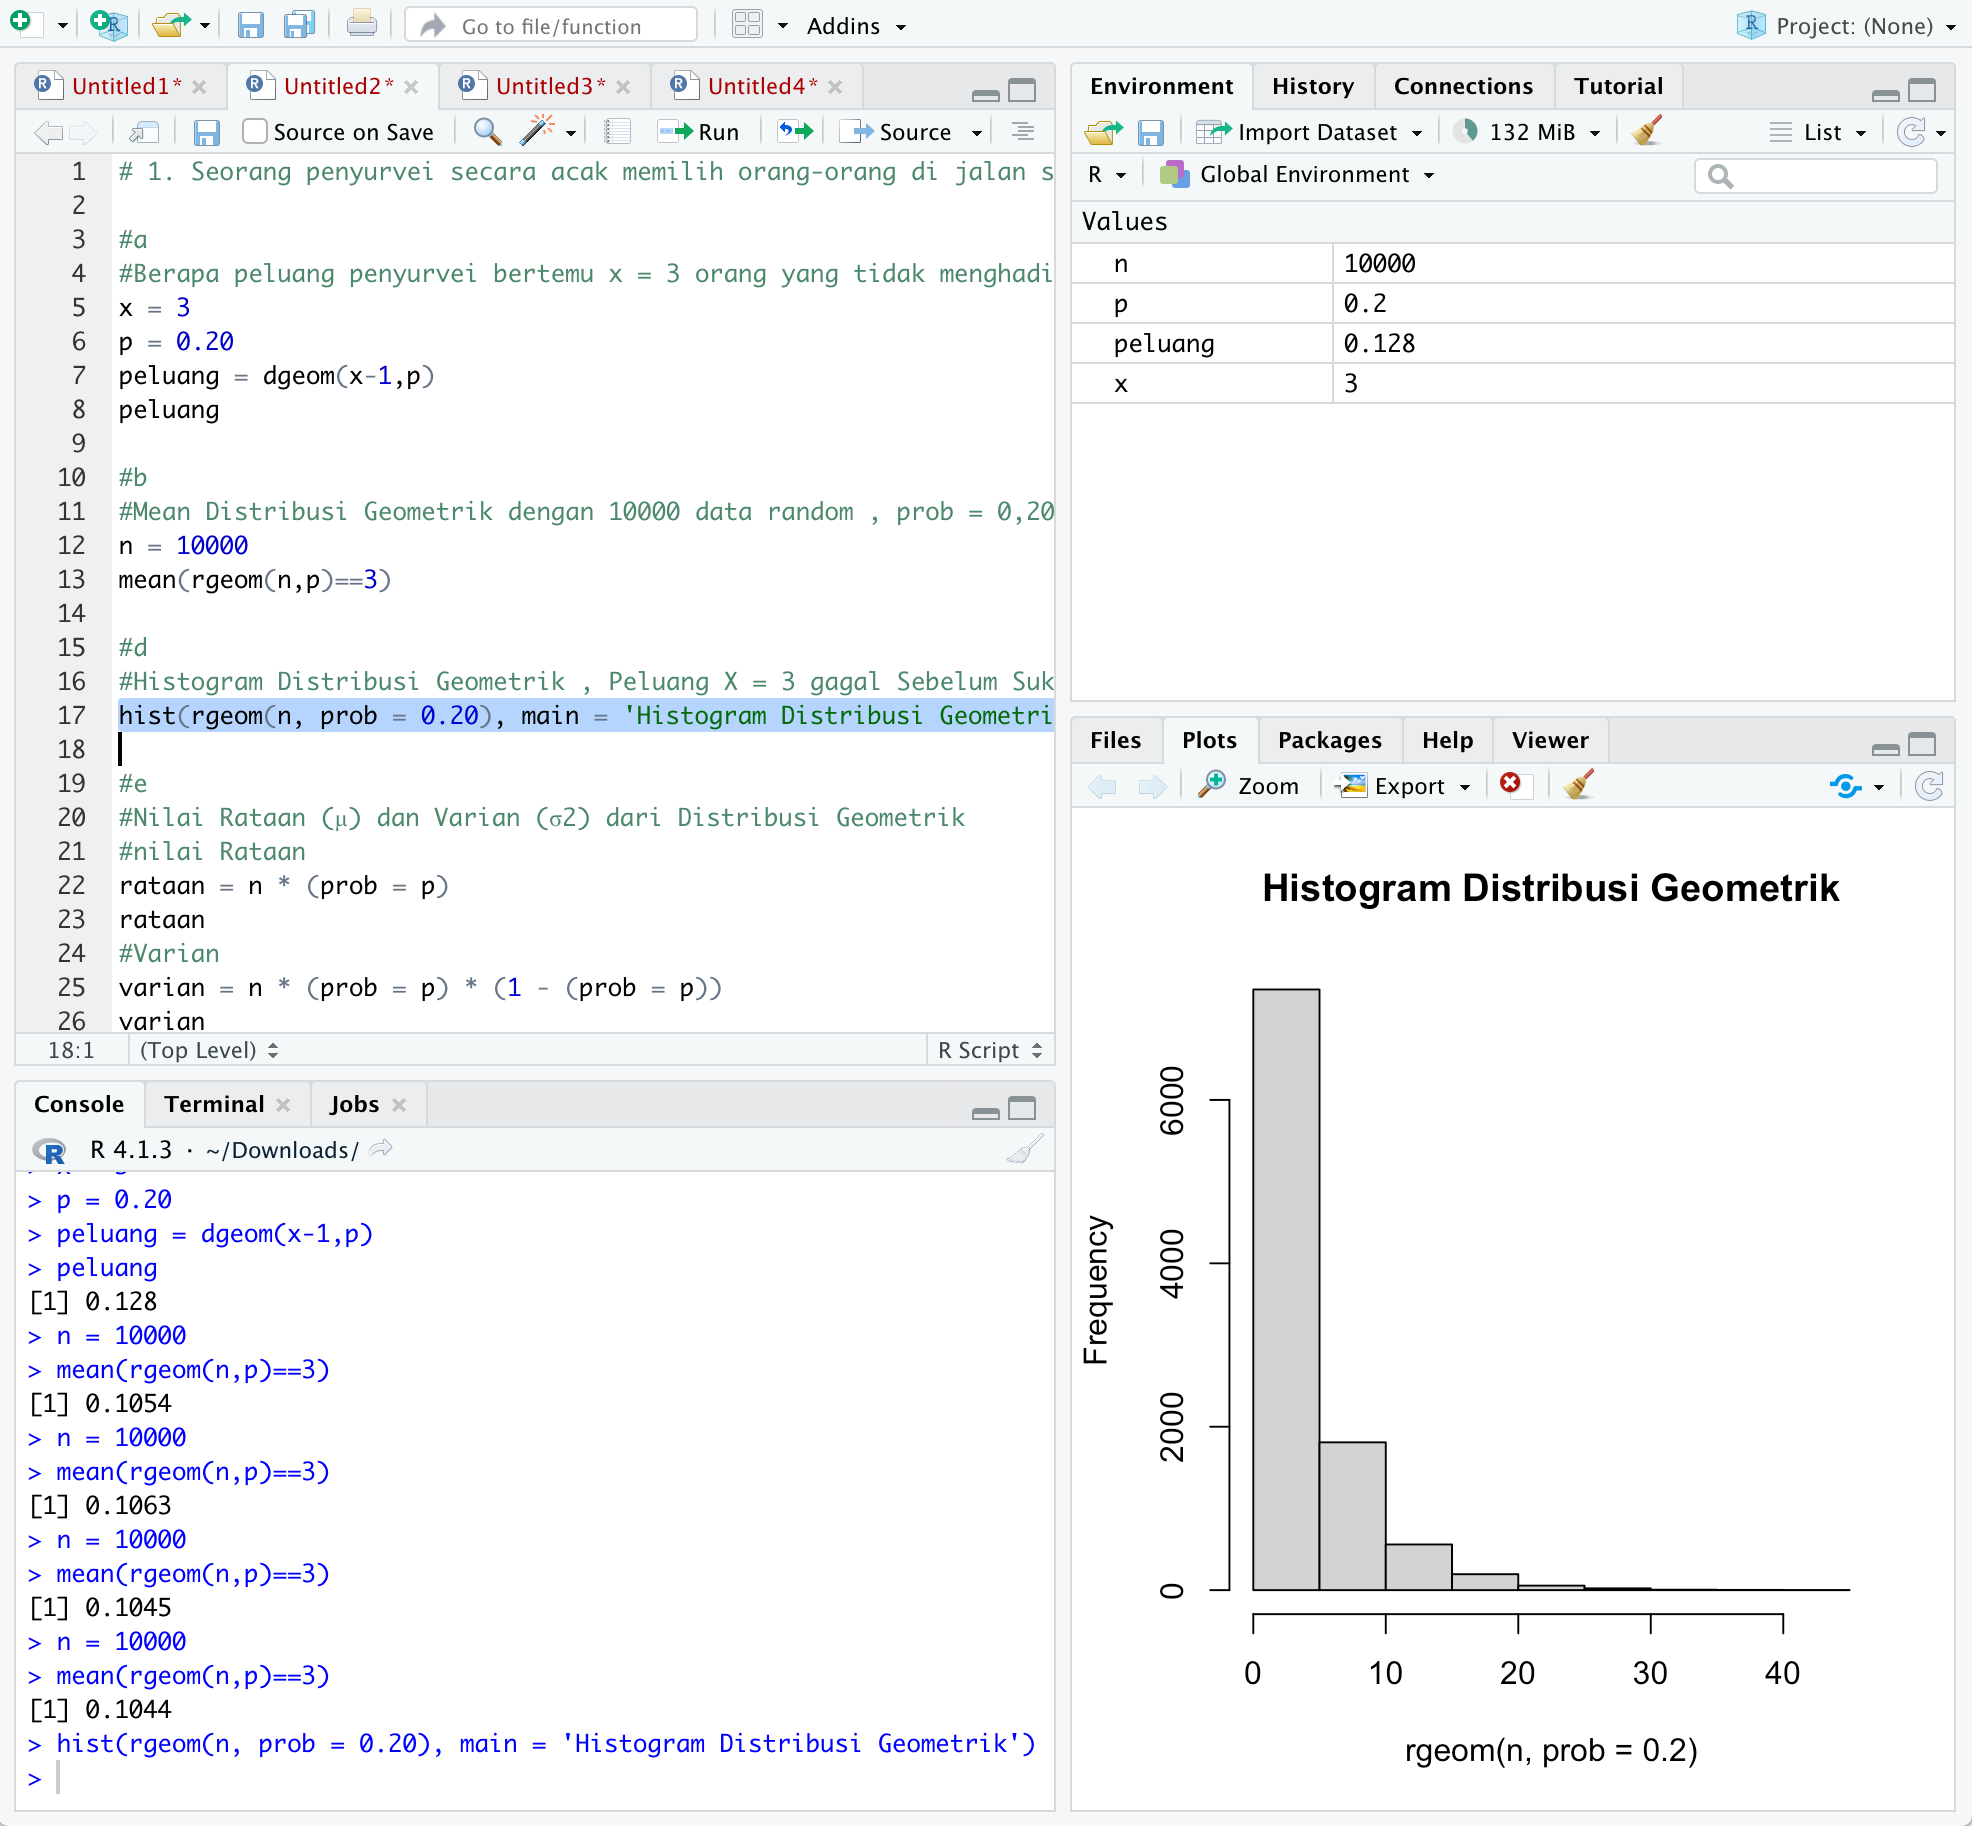 Go to file/function
Addins
Project: (None)
Untitled1*
Untitled2*
Untitled3*
Untitled4*
Source on Save
Run
Source
1 # 1. Seorang penyurvei secara acak memilih orang-orang di jalan s
2
3 #a
4 #Berapa peluang penyurvei bertemu x = 3 orang yang tidak menghadi
5 x = 3
6 p = 0.20
7 peluang = dgeom(x-1,p)
8 peluang
9
10 #b
11 #Mean Distribusi Geometrik dengan 10000 data random , prob = 0,20
12 n = 10000
13 mean(rgeom(n,p)==3)
14
15 #d
16 #Histogram Distribusi Geometrik , Peluang X = 3 gagal Sebelum Suk
17 hist(rgeom(n, prob = 0.20), main = 'Histogram Distribusi Geometri
18
19 #e
20 #Nilai Rataan (μ) dan Varian (σ2) dari Distribusi Geometrik
21 #nilai Rataan
22 rataan = n * (prob = p)
23 rataan
24 #Varian
25 varian = n * (prob = p) * (1 - (prob = p))
26 varian
18:1 (Top Level) R Script
Console Terminal Jobs
R 4.1.3 · ~/Downloads/
> p = 0.20
> peluang = dgeom(x-1,p)
> peluang
[1] 0.128
> n = 10000
> mean(rgeom(n,p)==3)
[1] 0.1054
> n = 10000
> mean(rgeom(n,p)==3)
[1] 0.1063
> n = 10000
> mean(rgeom(n,p)==3)
[1] 0.1045
> n = 10000
> mean(rgeom(n,p)==3)
[1] 0.1044
> hist(rgeom(n, prob = 0.20), main = 'Histogram Distribusi Geometrik')
>
Environment History Connections Tutorial
Import Dataset 132 MiB List
R Global Environment
Values
n 10000
p 0.2
peluang 0.128
x 3
Files Plots Packages Help Viewer
Zoom Export
Histogram Distribusi Geometrik
Frequency
6000
4000
2000
0
0 10 20 30 40
rgeom(n, prob = 0.2)